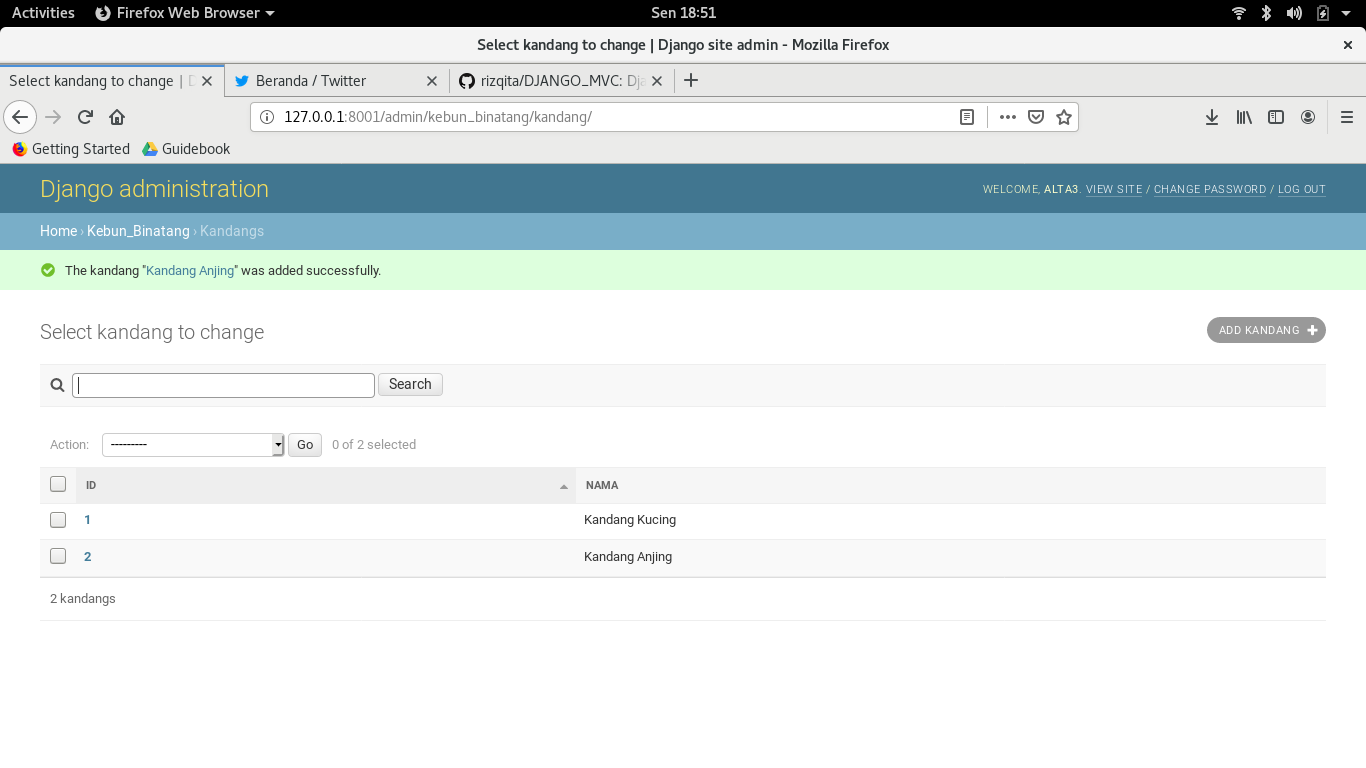 Activities Firefox Web Browser Sen 18:51
Select kandang to change | Django site admin - Mozilla Firefox
Select kandang to change | D Beranda / Twitter rizqita/DJANGO_MVC: Dja
127.0.0.1:8001/admin/kebun_binatang/kandang/
Getting Started Guidebook
Django administration WELCOME, ALTA3. VIEW SITE / CHANGE PASSWORD / LOG OUT
Home › Kebun_Binatang › Kandangs
The kandang "Kandang Anjing" was added successfully.
Select kandang to change ADD KANDANG
Search
Action: --------- Go 0 of 2 selected
ID NAMA
1 Kandang Kucing
2 Kandang Anjing
2 kandangs